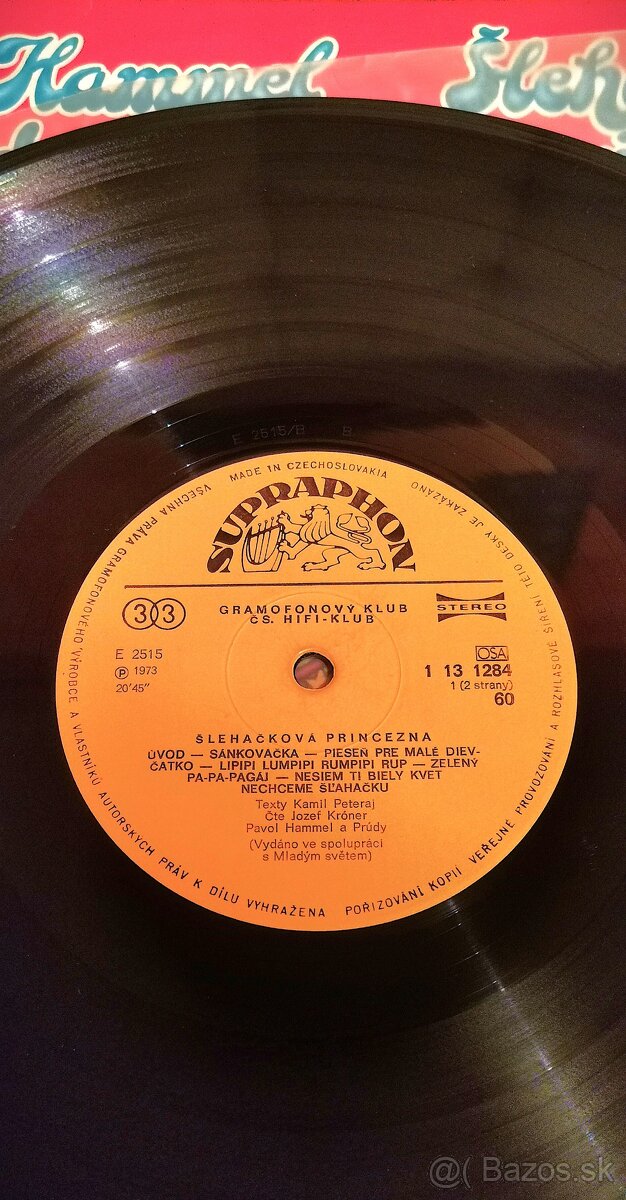 Hammel Šleh
E 2515/B B
MADE IN CZECHOSLOVAKIA
SUPRAPHON
VŠECHNA PRÁVA GRAMOFONOVÉHO VÝROBCE A VLASTNÍKŮ AUTORSKÝCH PRÁV K DÍLU VYHRAŽENA
POŘIZOVÁNÍ KOPIÍ VEŘEJNÉ PROVOZOVÁNÍ A ROZHLASOVÉ ŠÍŘENÍ TÉTO DESKY JE ZAKÁZÁNO
33
GRAMOFONOVÝ KLUB
ČS. HIFI-KLUB
STEREO
E 2515
Ⓟ 1973
20'45"
OSA
1 13 1284
1 (2 strany)
60
ŠLEHAČKOVÁ PRINCEZNA
ÚVOD — SÁNKOVAČKA — PIESEŇ PRE MALÉ DIEV-
ČATKO — LIPIPI LUMPIPI RUMPIPI RUP — ZELENÝ
PA-PA-PAGÁJ — NESIEM TI BIELY KVET
NECHCEME ŠĽAHAČKU
Texty Kamil Peteraj
Čte Jozef Króner
Pavol Hammel a Prúdy
(Vydáno ve spolupráci
s Mladým světem)
@( Bazos.sk